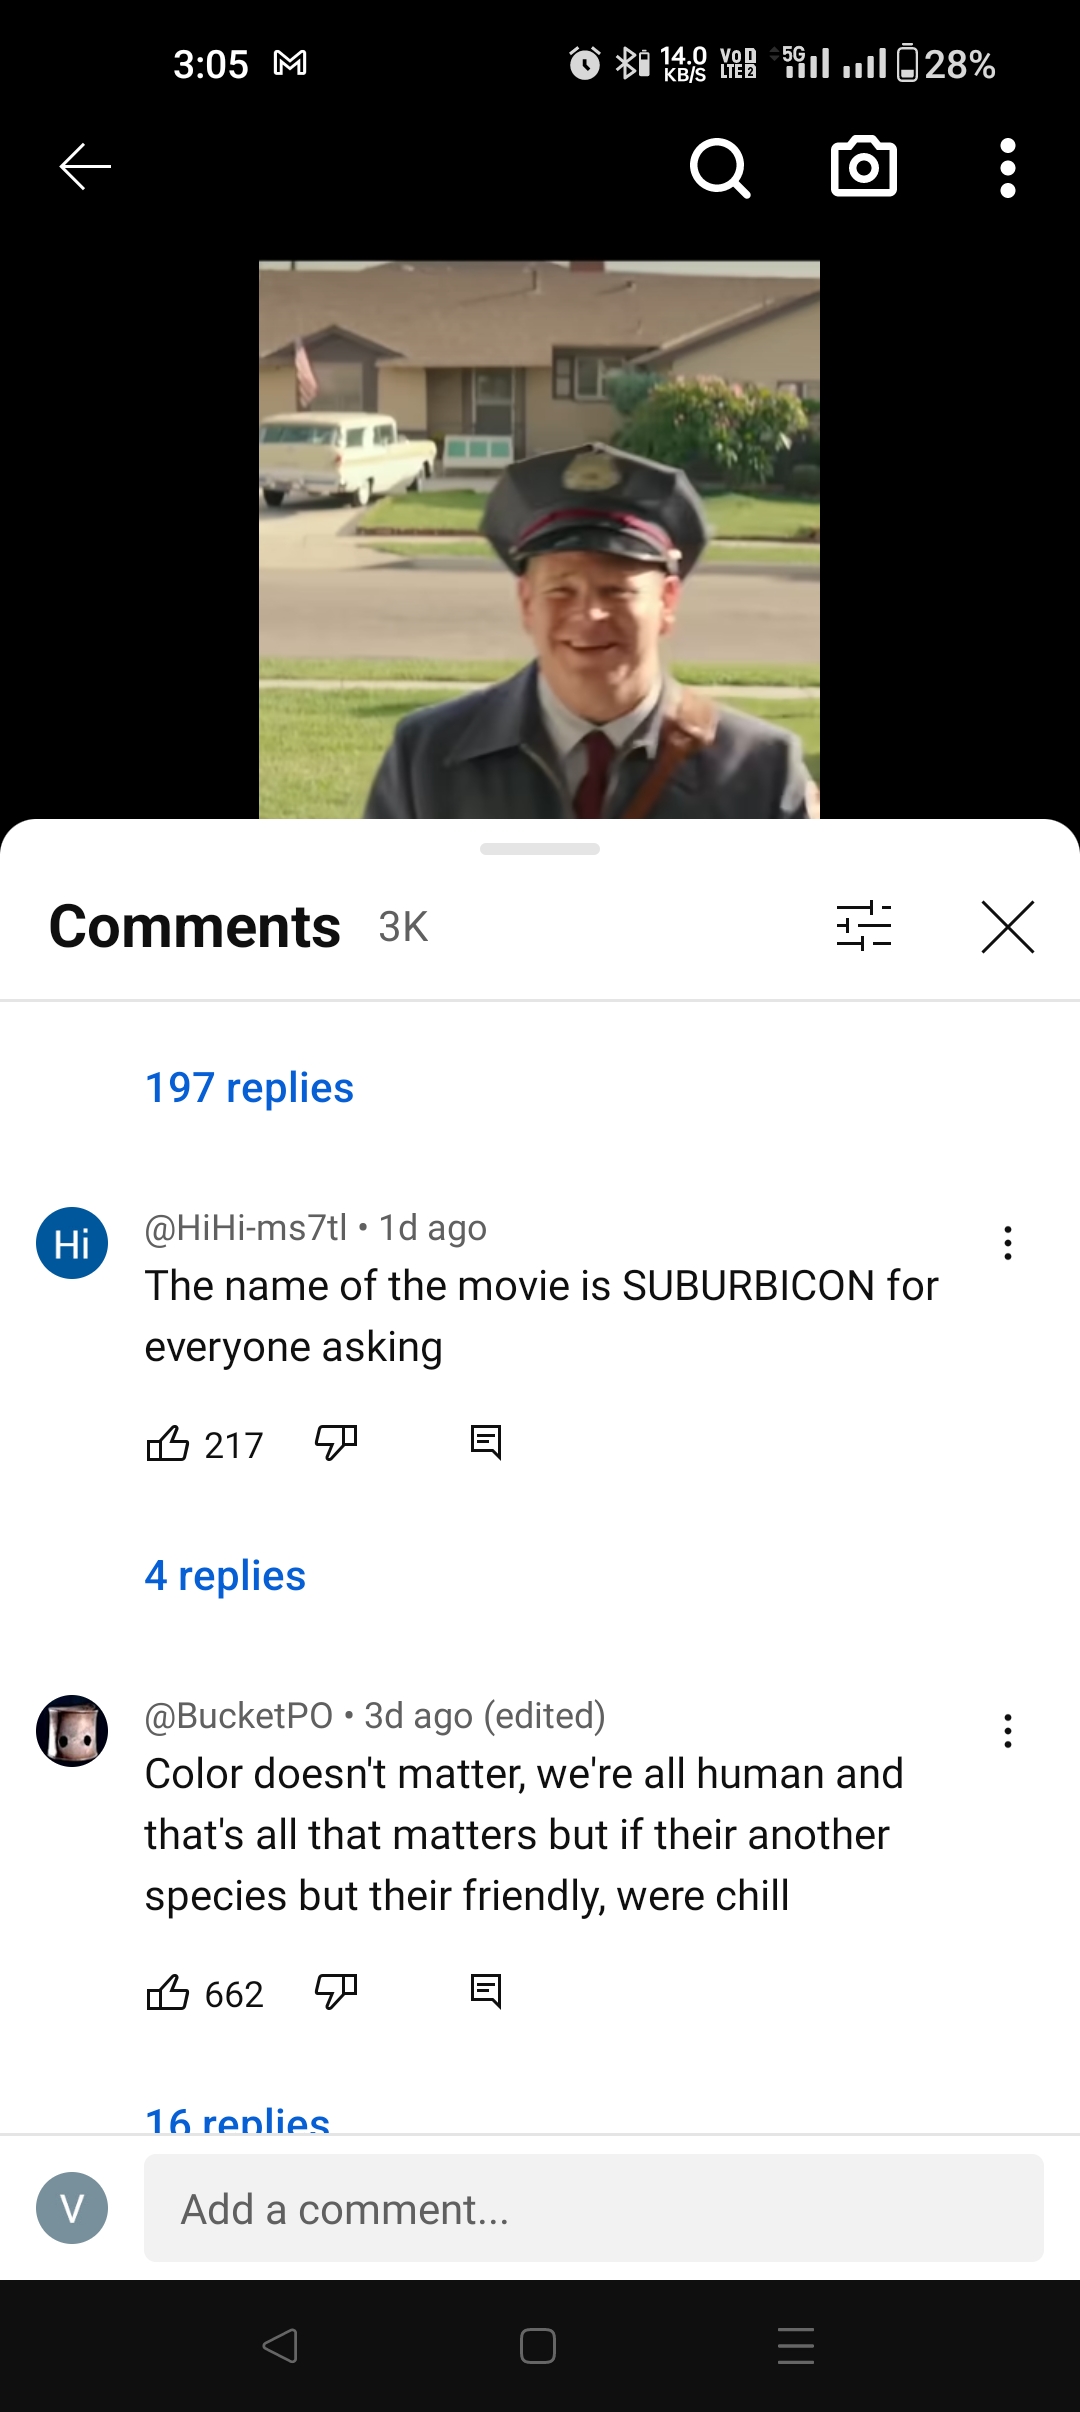 3:05 14.0 KB/S VoD LTE2 5G 28%
Comments 3K
197 replies
Hi
@HiHi-ms7tl • 1d ago
The name of the movie is SUBURBICON for
everyone asking
217
4 replies
@BucketPO • 3d ago (edited)
Color doesn't matter, we're all human and
that's all that matters but if their another
species but their friendly, were chill
662
16 replies
V
Add a comment...